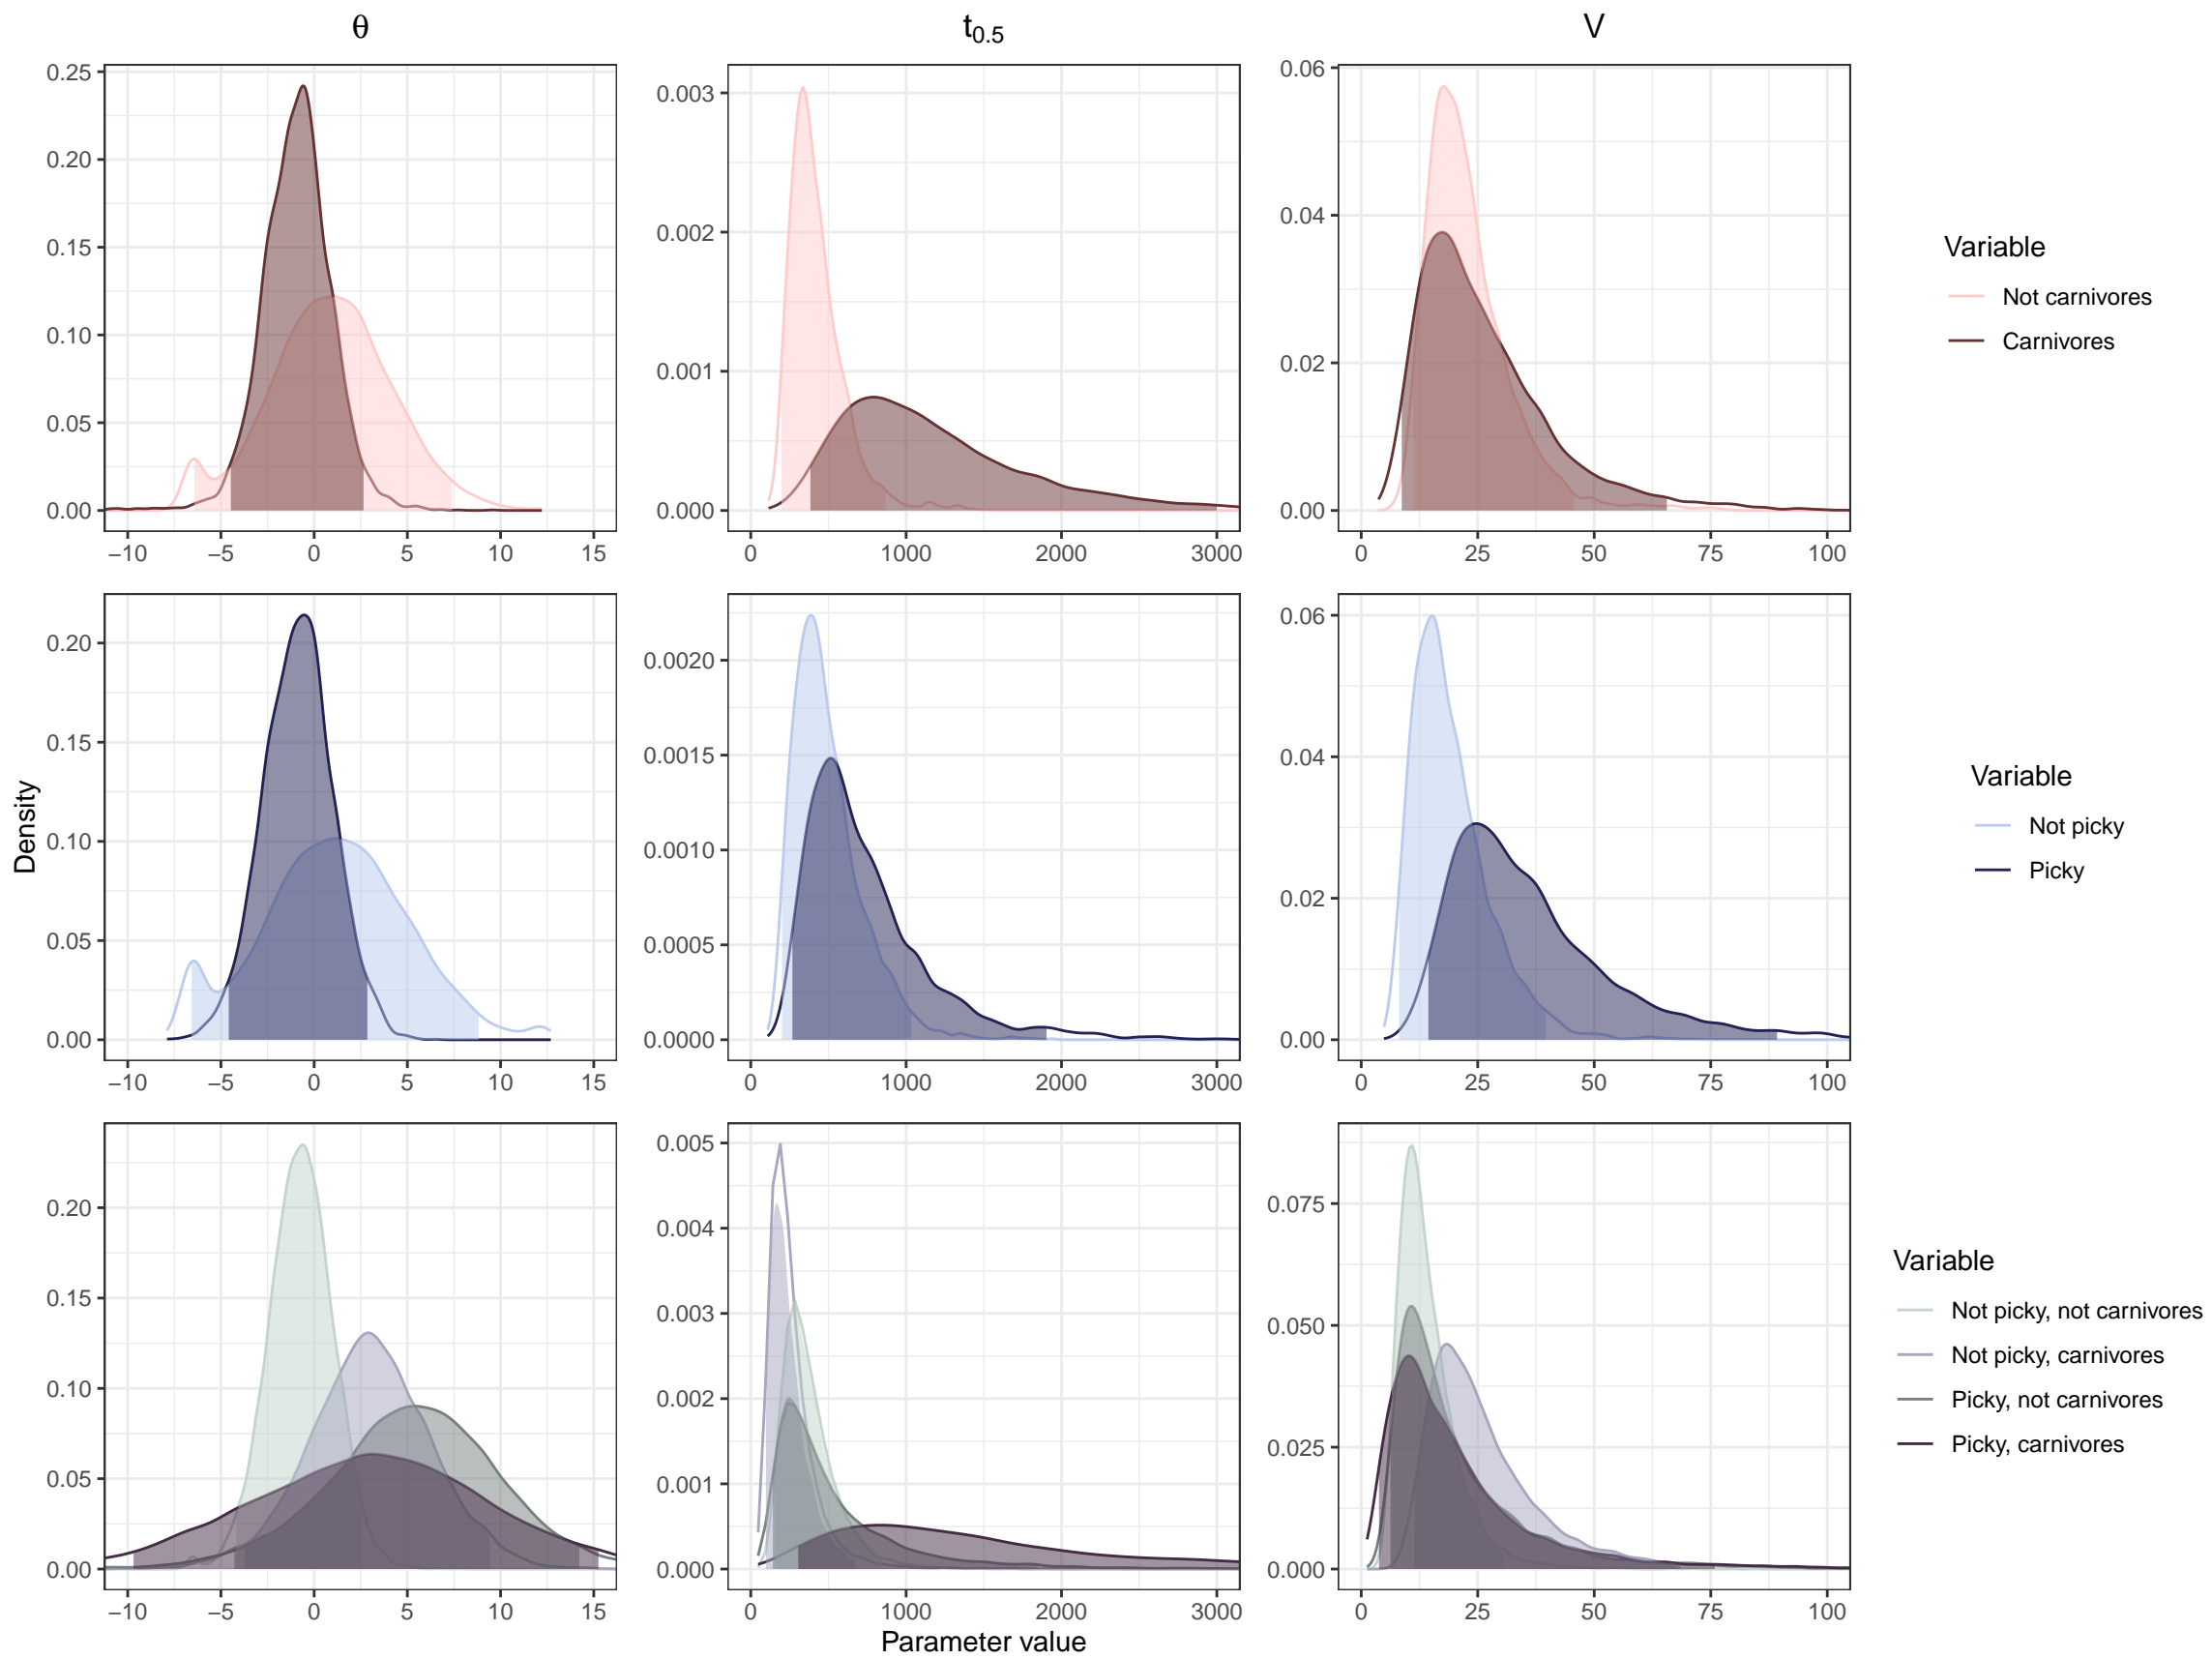 θ t0.5 V
0.25
0.20
0.15
0.10
0.05
0.00
−10 −5 0 5 10 15
0.003
0.002
0.001
0.000
0 1000 2000 3000
0.06
0.04
0.02
0.00
0 25 50 75 100
Variable
Not carnivores
Carnivores
Density
0.20
0.15
0.10
0.05
0.00
−10 −5 0 5 10 15
0.0020
0.0015
0.0010
0.0005
0.0000
0 1000 2000 3000
0.06
0.04
0.02
0.00
0 25 50 75 100
Variable
Not picky
Picky
0.20
0.15
0.10
0.05
0.00
−10 −5 0 5 10 15
0.005
0.004
0.003
0.002
0.001
0.000
0 1000 2000 3000
0.075
0.050
0.025
0.000
0 25 50 75 100
Variable
Not picky, not carnivores
Not picky, carnivores
Picky, not carnivores
Picky, carnivores
Parameter value